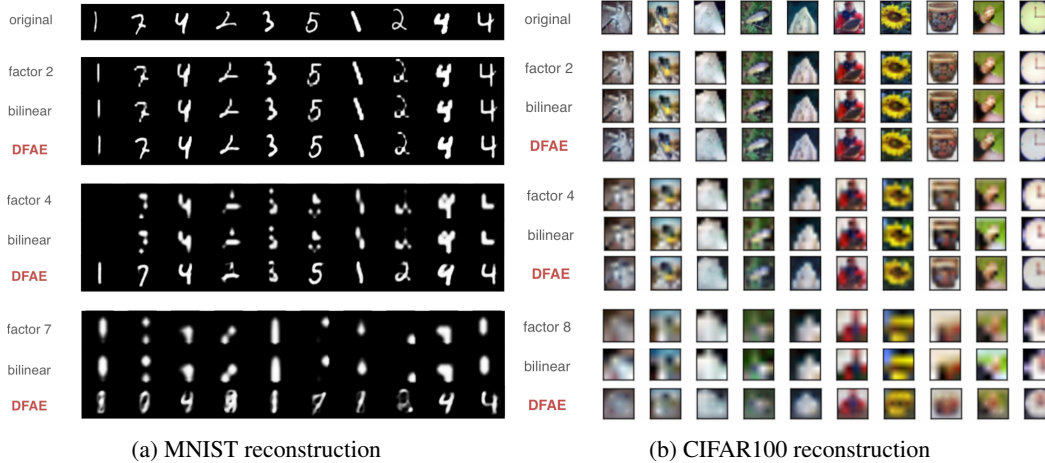 original
factor 2
bilinear
DFAE
factor 4
bilinear
DFAE
factor 7
bilinear
DFAE
(a) MNIST reconstruction
original
factor 2
bilinear
DFAE
factor 4
bilinear
DFAE
factor 8
bilinear
DFAE
(b) CIFAR100 reconstruction